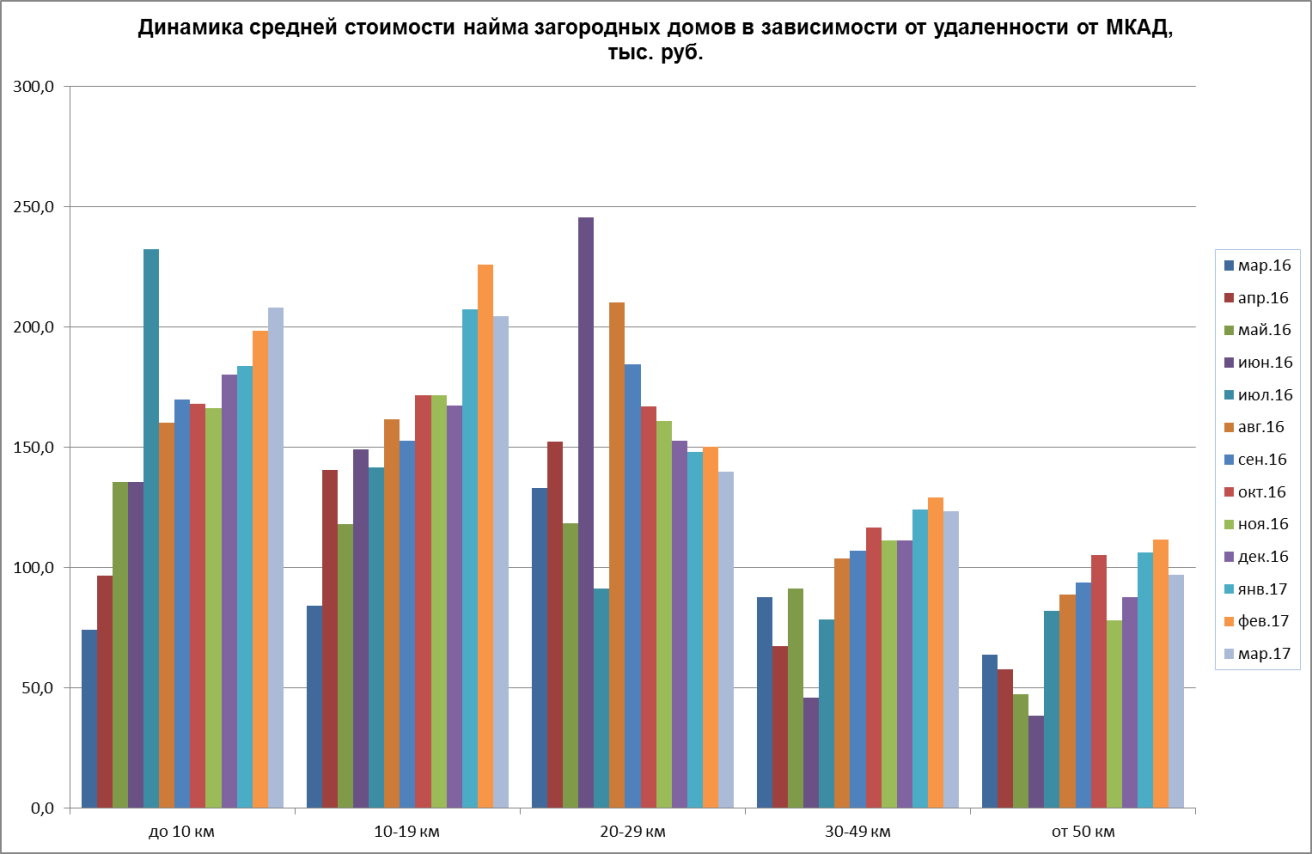 Динамика средней стоимости найма загородных домов в зависимости от удаленности от МКАД,
тыс. руб.
300,0
250,0
200,0
150,0
100,0
50,0
0,0
до 10 км
10-19 км
20-29 км
30-49 км
от 50 км
мар.16
апр.16
май.16
июн.16
июл.16
авг.16
сен.16
окт.16
ноя.16
дек.16
янв.17
фев.17
мар.17